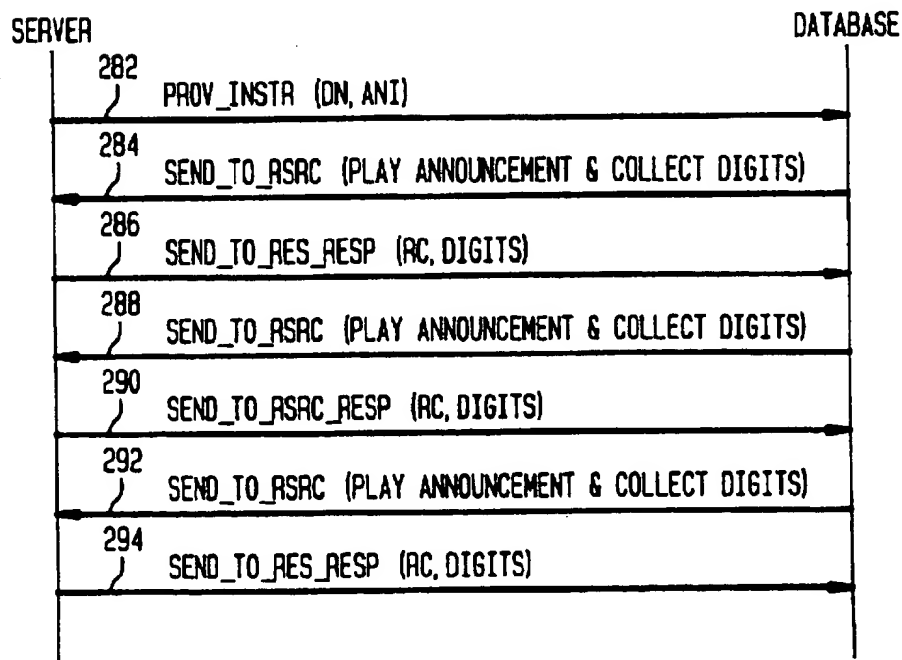 SERVER
DATABASE
282
PROV_INSTR (DN, ANI)
284
SEND_TO_RSRC (PLAY ANNOUNCEMENT & COLLECT DIGITS)
286
SEND_TO_RES_RESP (RC, DIGITS)
288
SEND_TO_RSRC (PLAY ANNOUNCEMENT & COLLECT DIGITS)
290
SEND_TO_RSRC_RESP (RC, DIGITS)
292
SEND_TO_RSRC (PLAY ANNOUNCEMENT & COLLECT DIGITS)
294
SEND_TO_RES_RESP (RC, DIGITS)